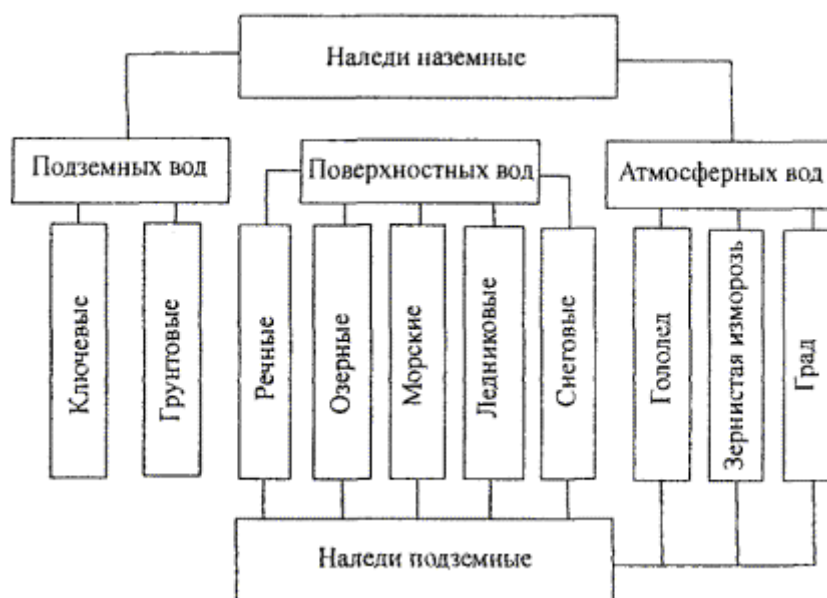 Наледи наземные
Подземных вод
Поверхностных вод
Атмосферных вод
Ключевые
Грунтовые
Речные
Озерные
Морские
Ледниковые
Снеговые
Гололед
Зернистая изморозь
Град
Наледи подземные